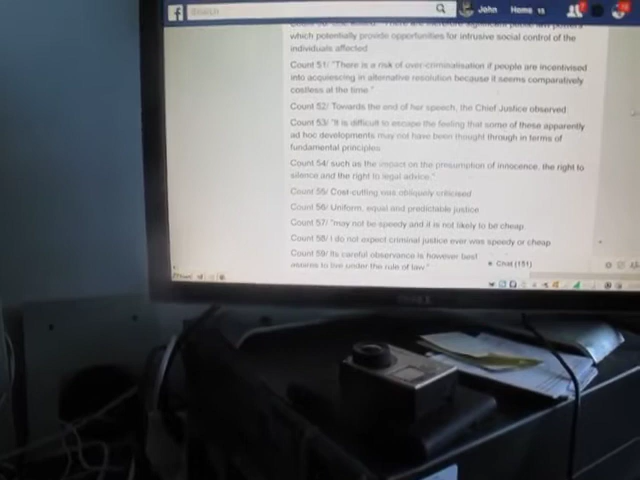 f Search John Home 15
which potentially provide opportunities for intrusive social control of the
individuals affected
Count 51/ "There is a risk of over-criminalisation if people are incentivised
into acquiescing in alternative resolution because it seems comparatively
costless at the time."
Count 52/ Towards the end of her speech, the Chief Justice observed
Count 53/ "It is difficult to escape the feeling that some of these apparently
ad hoc developments may not have been thought through in terms of
fundamental principles
Count 54/ such as the impact on the presumption of innocence, the right to
silence and the right to legal advice."
Count 55/ Cost-cutting was obliquely criticised
Count 56/ Uniform, equal and predictable justice
Count 57/ "may not be speedy and it is not likely to be cheap
Count 58/ I do not expect criminal justice ever was speedy or cheap
Count 59/ Its careful observance is however best
to live under the rule of law."
Chat (151)
DELL